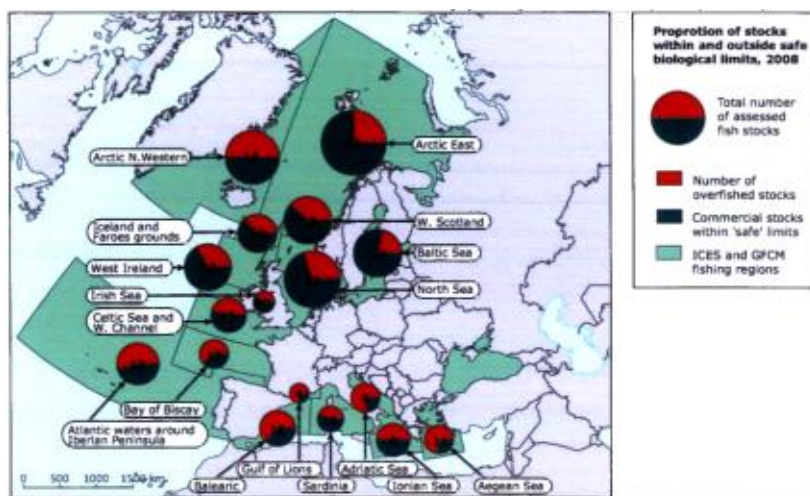 Proprotion of stocks
within and outside safe
biological limits, 2008
Total number
of assessed
fish stocks
Number of
overfished stocks
Commercial stocks
within 'safe' limits
ICES and GFCM
fishing regions
Arctic N.Western
Arctic East
Iceland and
Faroes grounds
W. Scotland
West Ireland
Baltic Sea
Irish Sea
North Sea
Celtic Sea and
W. Channel
Bay of Biscay
Atlantic waters around
Iberian Peninsula
Gulf of Lions
Adriatic Sea
Balearic
Sardinia
Ionian Sea
Aegean Sea
0 500 1000 1500 km